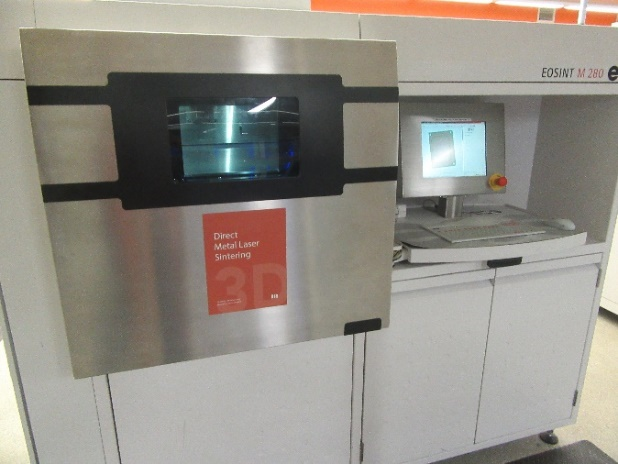 EOSINT M 280 e
Direct
Metal Laser
Sintering
3D